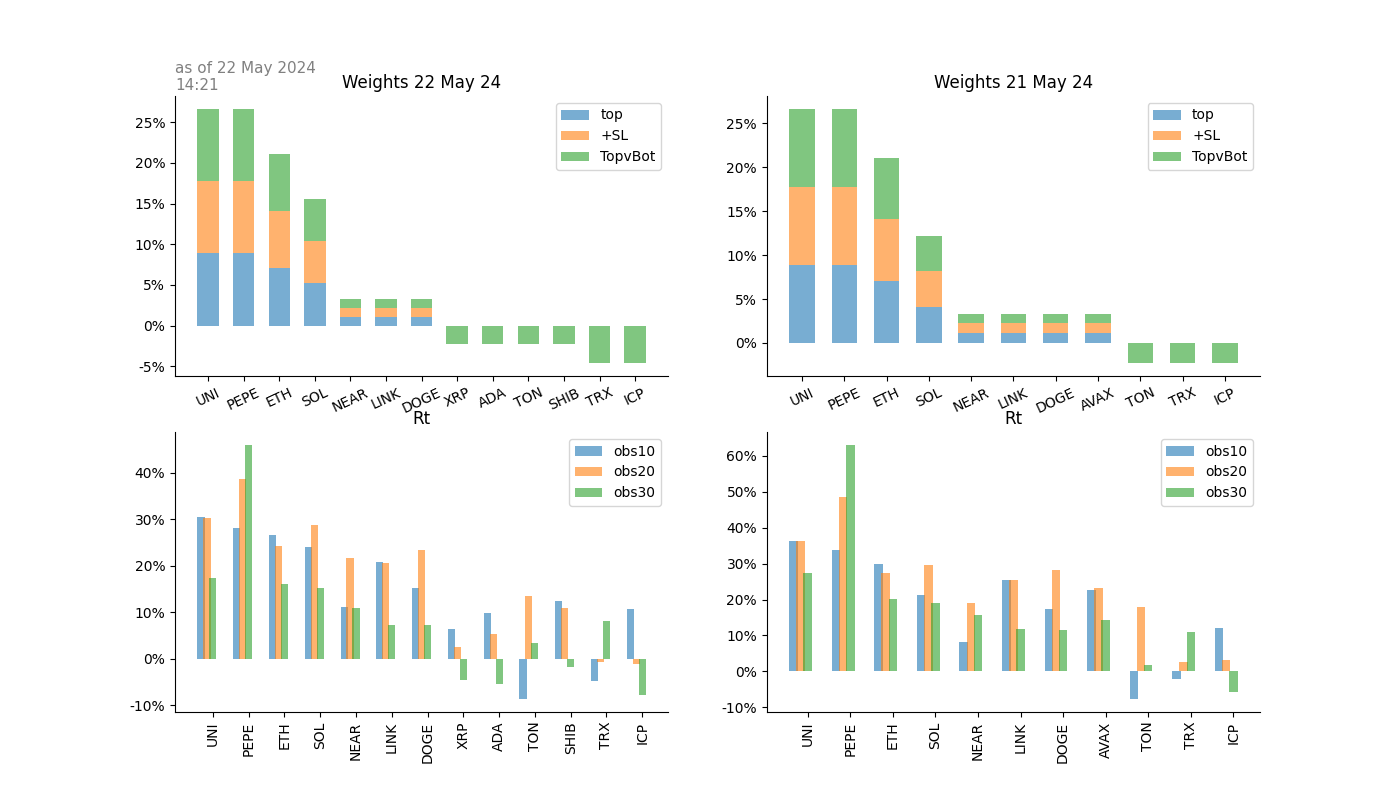 as of 22 May 2024
14:21
Weights 22 May 24
25%
20%
15%
10%
5%
0%
-5%
top
+SL
TopvBot
UNI PEPE ETH SOL NEAR LINK DOGE XRP ADA TON SHIB TRX ICP
Weights 21 May 24
25%
20%
15%
10%
5%
0%
top
+SL
TopvBot
UNI PEPE ETH SOL NEAR LINK DOGE AVAX TON TRX ICP
Rt
40%
30%
20%
10%
0%
-10%
obs10
obs20
obs30
UNI PEPE ETH SOL NEAR LINK DOGE XRP ADA TON SHIB TRX ICP
Rt
60%
50%
40%
30%
20%
10%
0%
-10%
obs10
obs20
obs30
UNI PEPE ETH SOL NEAR LINK DOGE AVAX TON TRX ICP